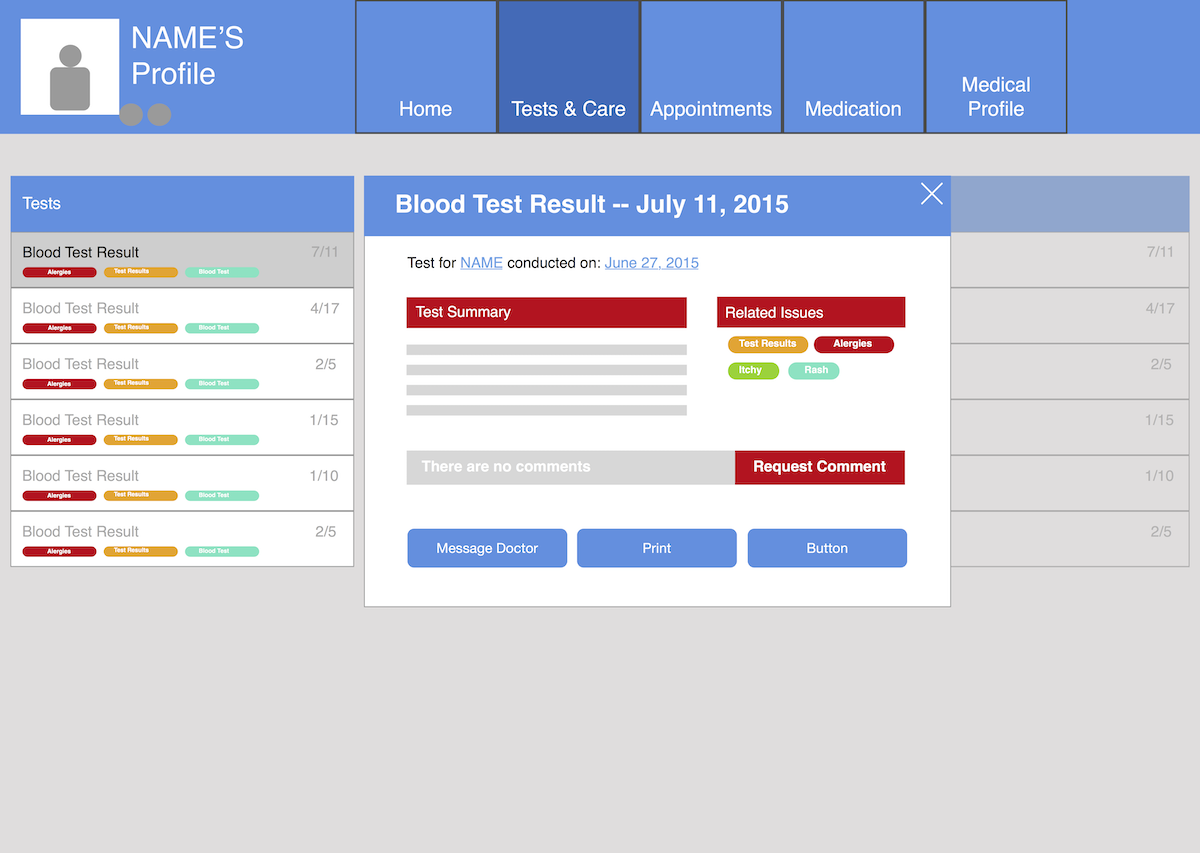 NAME’S
Profile
Home
Tests & Care
Appointments
Medication
Medical
Profile
Tests
Blood Test Result 7/11
Alergies Test Results Blood Test
Blood Test Result 4/17
Alergies Test Results Blood Test
Blood Test Result 2/5
Alergies Test Results Blood Test
Blood Test Result 1/15
Alergies Test Results Blood Test
Blood Test Result 1/10
Alergies Test Results Blood Test
Blood Test Result 2/5
Alergies Test Results Blood Test
Blood Test Result -- July 11, 2015
Test for NAME conducted on: June 27, 2015
Test Summary
Related Issues
Test Results Alergies
Itchy Rash
There are no comments
Request Comment
Message Doctor
Print
Button
7/11
4/17
2/5
1/15
1/10
2/5